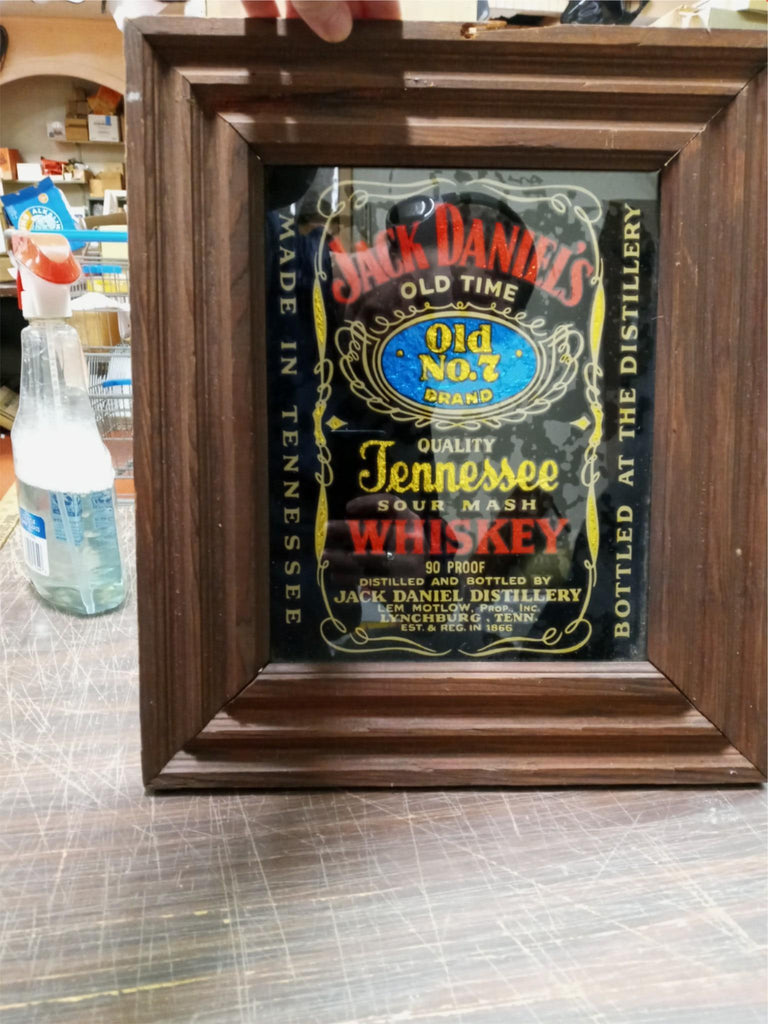 JACK DANIEL'S
OLD TIME
Old
No.7
BRAND
QUALITY
Tennessee
SOUR MASH
WHISKEY
90 PROOF
DISTILLED AND BOTTLED BY
JACK DANIEL DISTILLERY
LEM MOTLOW, PROP., INC.
LYNCHBURG, TENN.
EST. & REG. IN 1866
MADE IN TENNESSEE
BOTTLED AT THE DISTILLERY